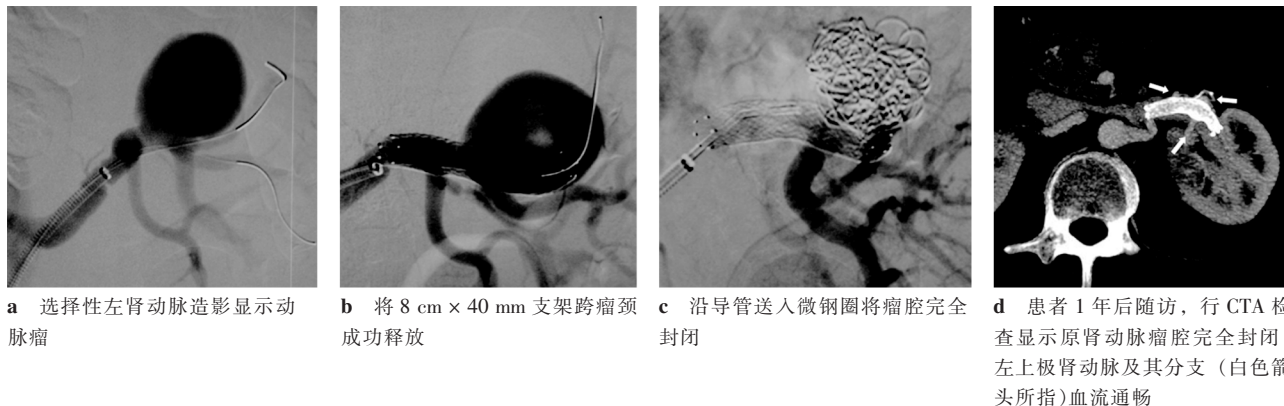 a 选择性左肾动脉造影显示动
脉瘤
b 将 8 cm × 40 mm 支架跨瘤颈
成功释放
c 沿导管送入微钢圈将瘤腔完全
封闭
d 患者 1 年后随访，行 CTA 检
查显示原肾动脉瘤腔完全封闭
左上极肾动脉及其分支 (白色箭
头所指)血流通畅